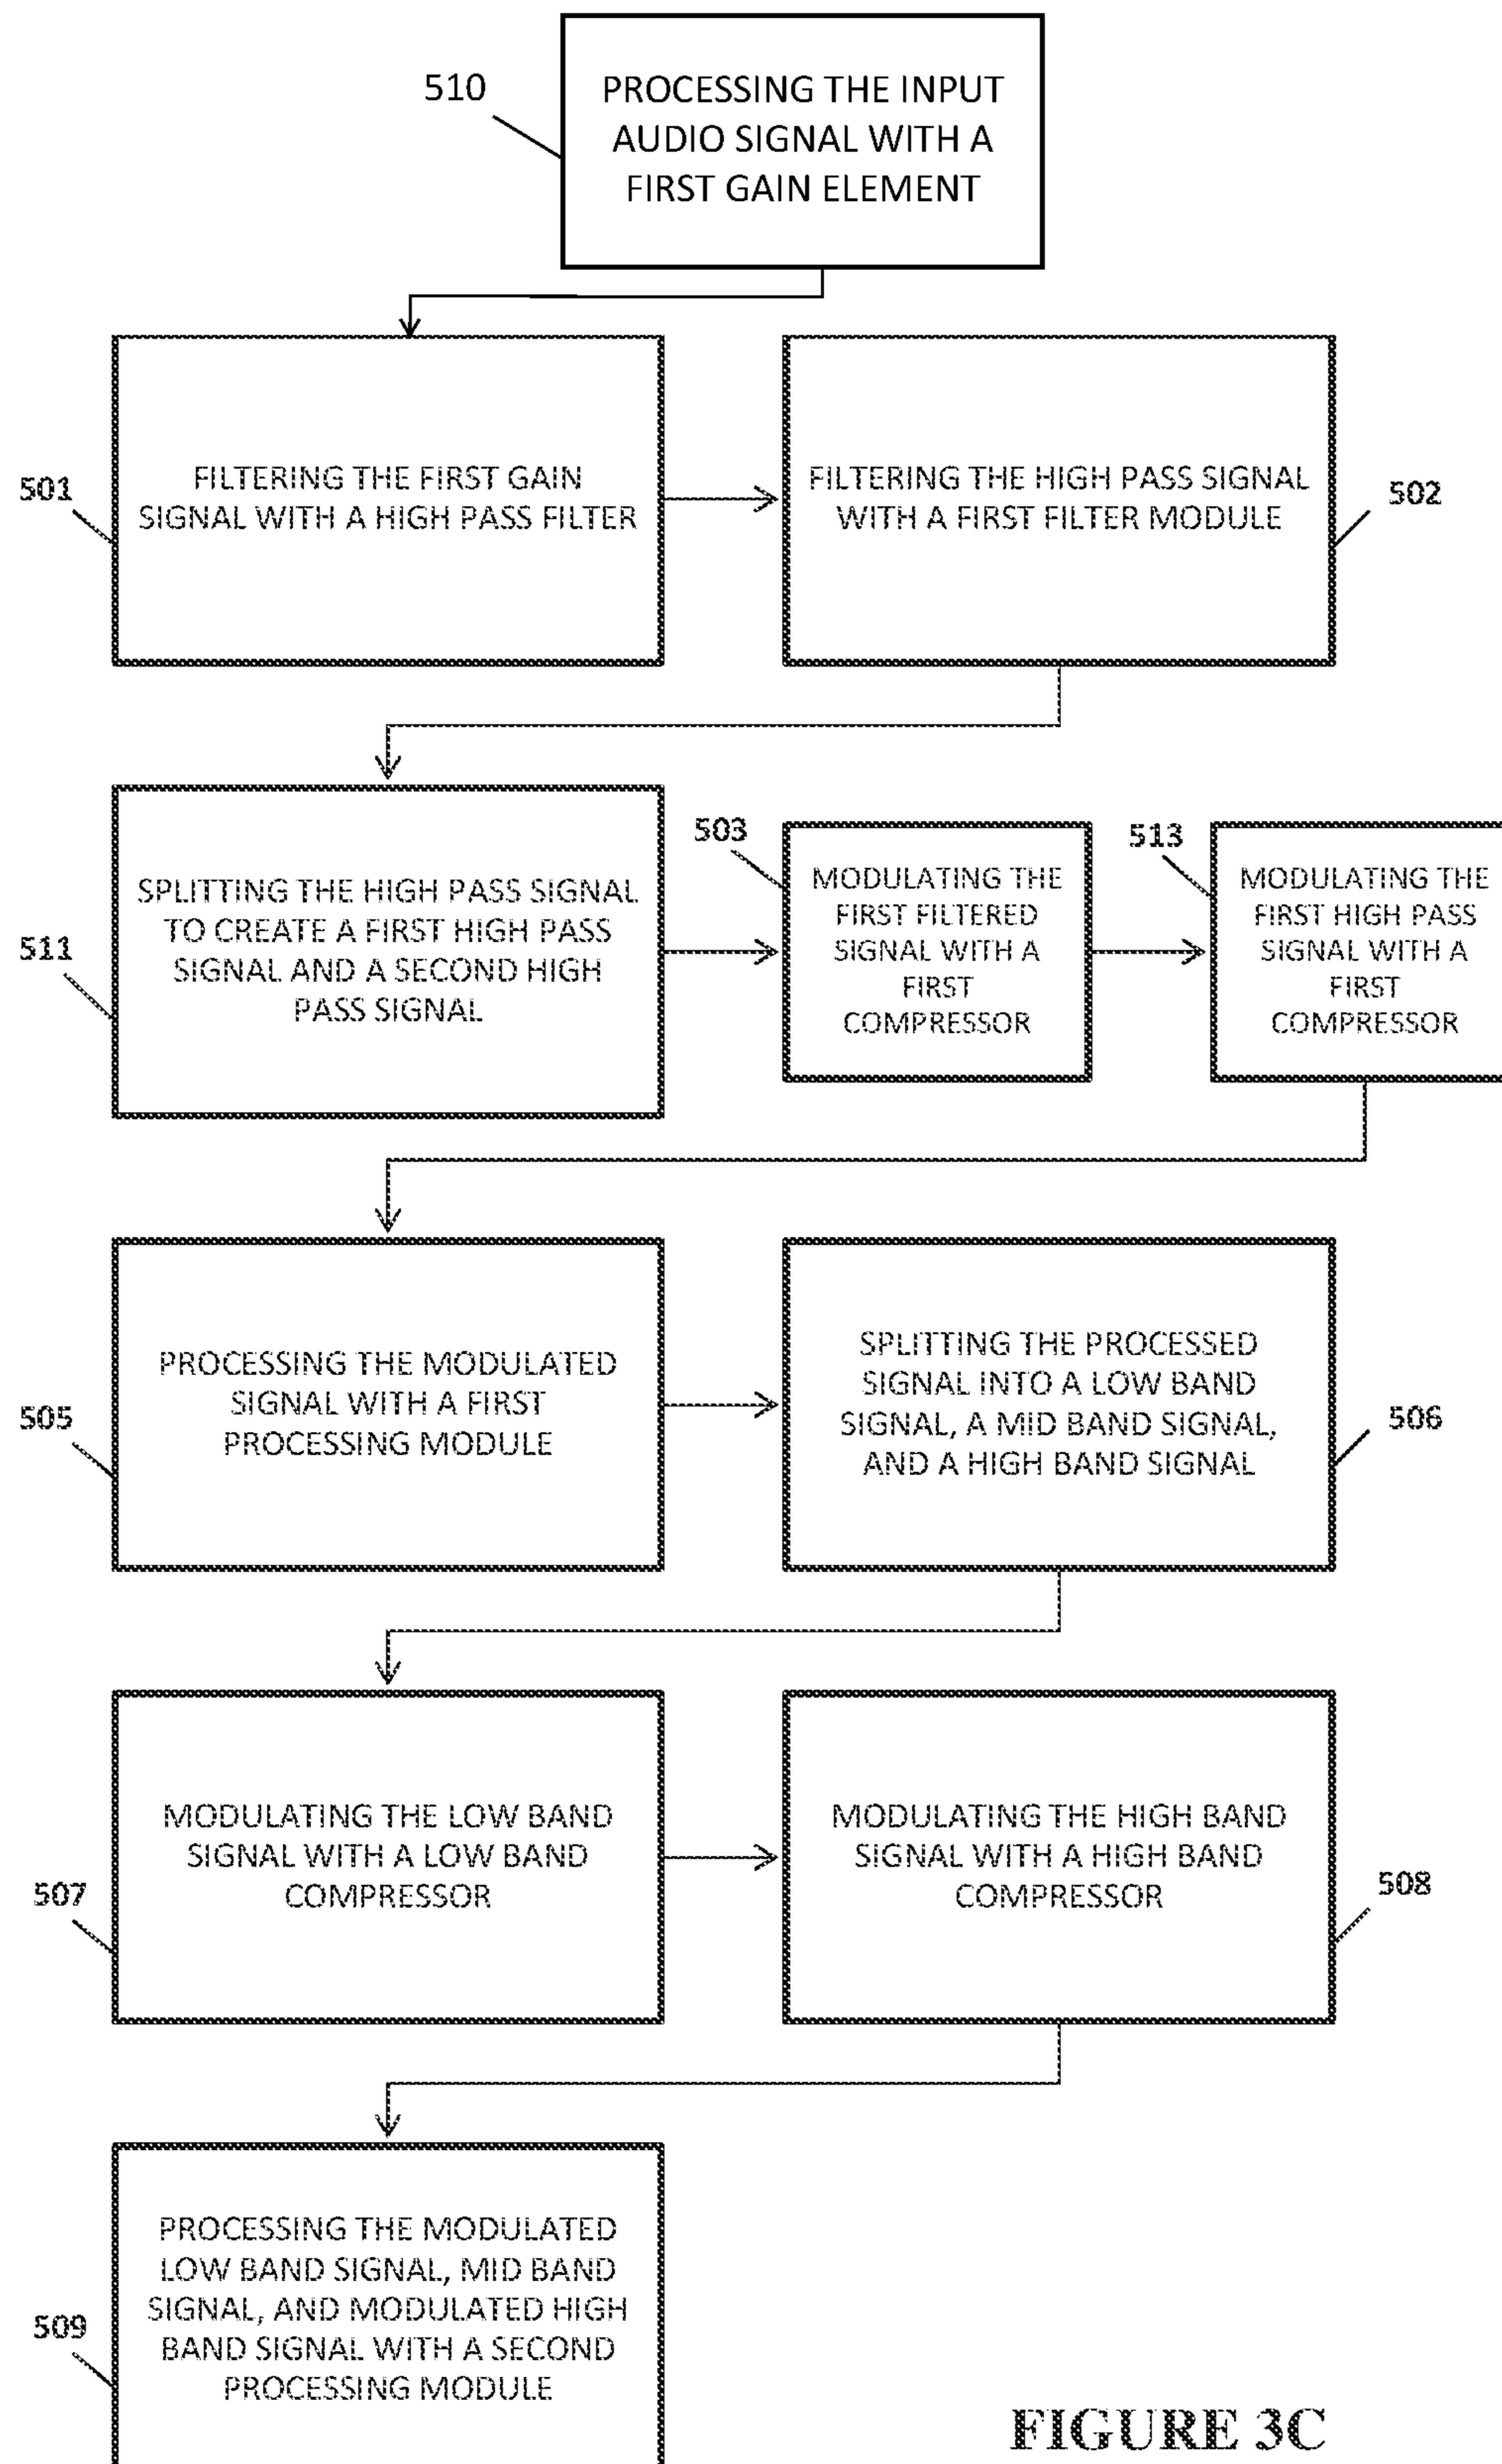 510
PROCESSING THE INPUT
AUDIO SIGNAL WITH A
FIRST GAIN ELEMENT
501
FILTERING THE FIRST GAIN
SIGNAL WITH A HIGH PASS FILTER
FILTERING THE HIGH PASS SIGNAL
WITH A FIRST FILTER MODULE
502
511
SPLITTING THE HIGH PASS SIGNAL
TO CREATE A FIRST HIGH PASS
SIGNAL AND A SECOND HIGH
PASS SIGNAL
503
MODULATING THE
FIRST FILTERED
SIGNAL WITH A
FIRST
COMPRESSOR
513
MODULATING THE
FIRST HIGH PASS
SIGNAL WITH A
FIRST
COMPRESSOR
505
PROCESSING THE MODULATED
SIGNAL WITH A FIRST
PROCESSING MODULE
SPLITTING THE PROCESSED
SIGNAL INTO A LOW BAND
SIGNAL, A MID BAND SIGNAL,
AND A HIGH BAND SIGNAL
506
507
MODULATING THE LOW BAND
SIGNAL WITH A LOW BAND
COMPRESSOR
MODULATING THE HIGH BAND
SIGNAL WITH A HIGH BAND
COMPRESSOR
508
509
PROCESSING THE MODULATED
LOW BAND SIGNAL, MID BAND
SIGNAL, AND MODULATED HIGH
BAND SIGNAL WITH A SECOND
PROCESSING MODULE
FIGURE 3C